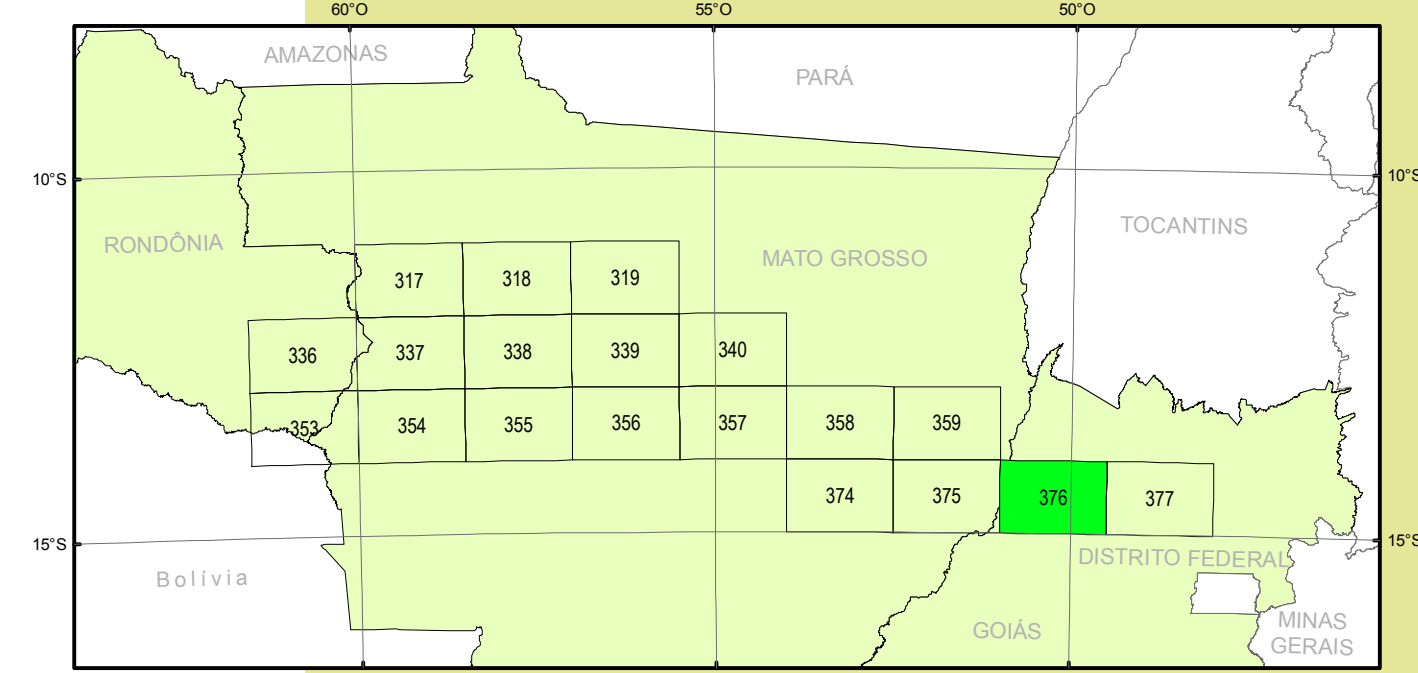 60°O 55°O 50°O
AMAZONAS
PARÁ
10°S 10°S
RONDÔNIA
TOCANTINS
MATO GROSSO
317 318 319
336 337 338 339 340
353 354 355 356 357 358 359
374 375 376 377
15°S 15°S
DISTRITO FEDERAL
Bolívia
GOIÁS
MINAS
GERAIS